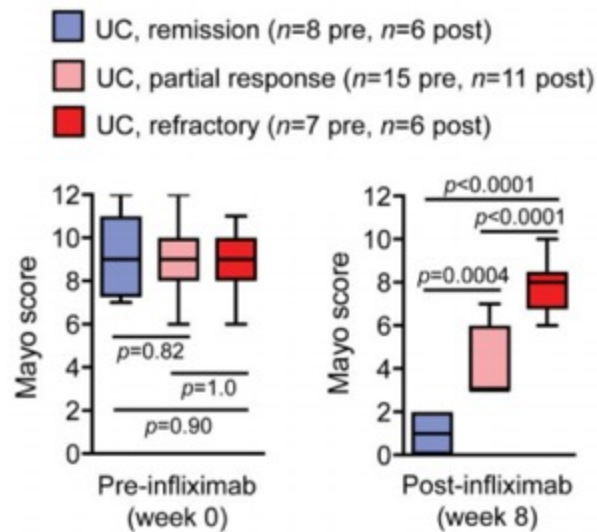 UC, remission (n=8 pre, n=6 post)
UC, partial response (n=15 pre, n=11 post)
UC, refractory (n=7 pre, n=6 post)
Mayo score
12
10
8
6
4
2
0
p=0.82
p=1.0
p=0.90
Pre-infliximab
(week 0)
Mayo score
12
10
8
6
4
2
0
p<0.0001
p<0.0001
p=0.0004
Post-infliximab
(week 8)